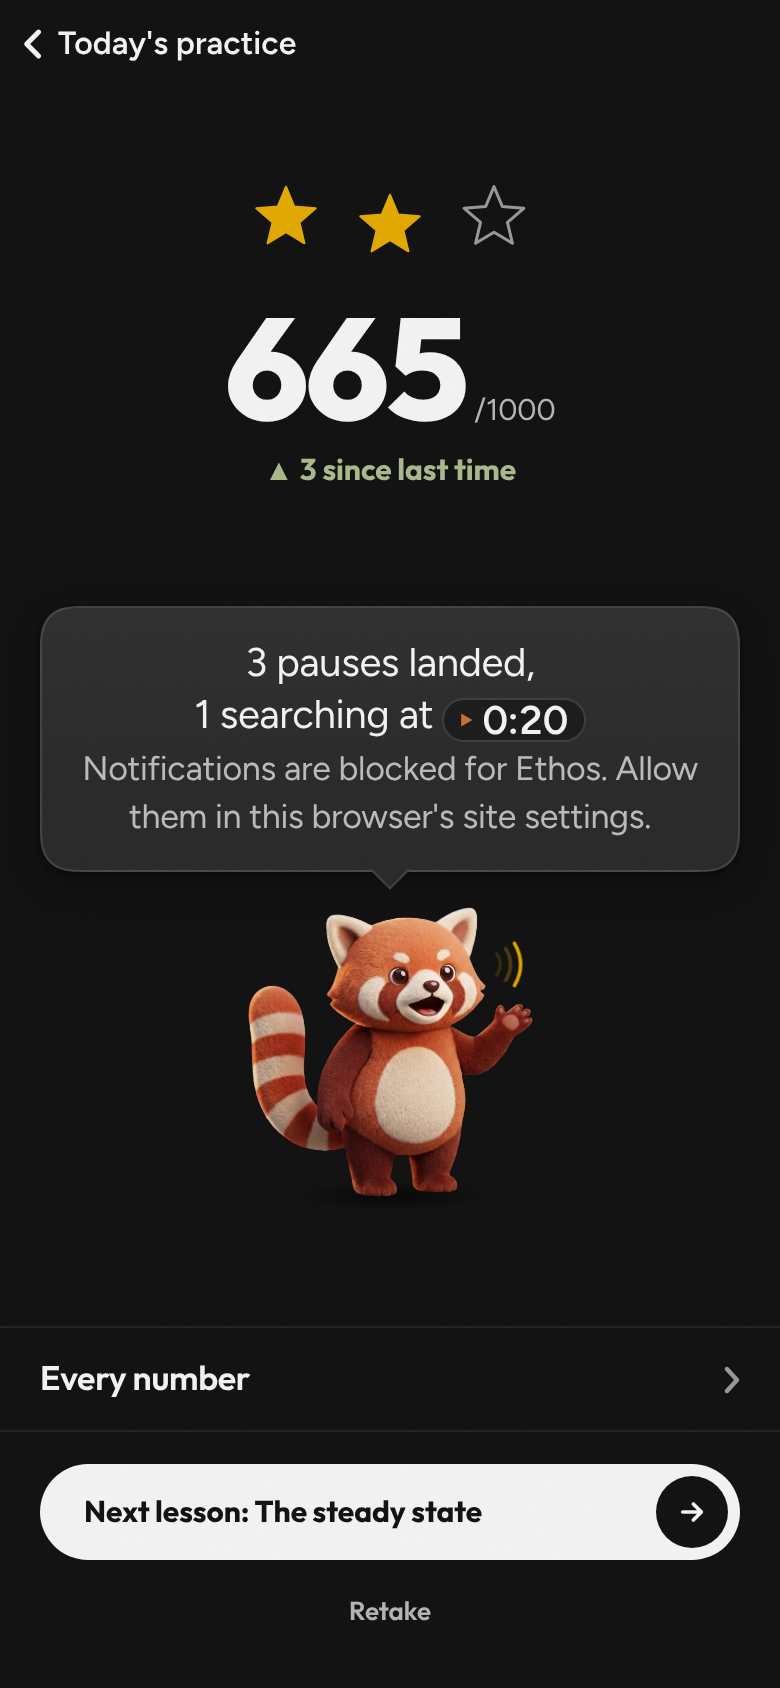 Today's practice
665/1000
▲ 3 since last time
3 pauses landed,
1 searching at ▶ 0:20
Notifications are blocked for Ethos. Allow
them in this browser's site settings.
Every number
Next lesson: The steady state
Retake